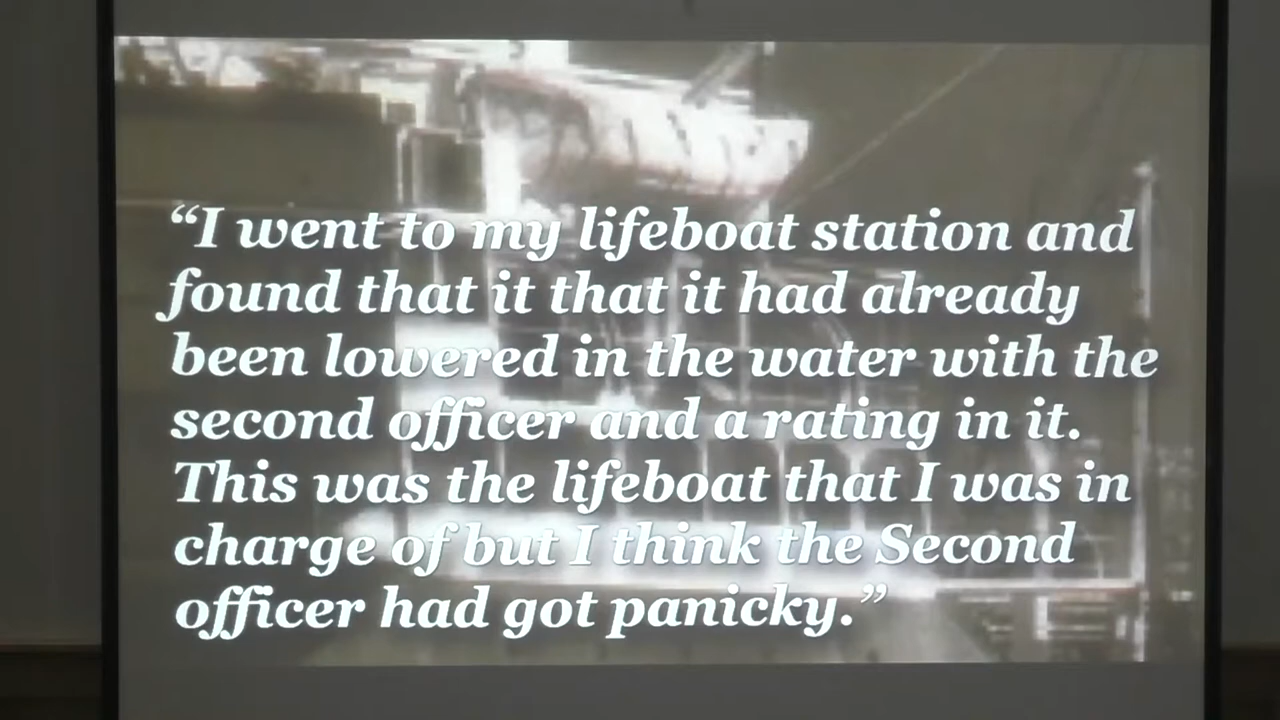 “I went to my lifeboat station and
found that it that it had already
been lowered in the water with the
second officer and a rating in it.
This was the lifeboat that I was in
charge of but I think the Second
officer had got panicky.”